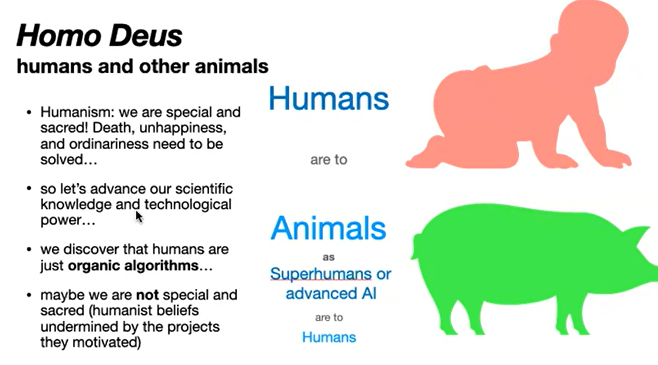 Homo Deus
humans and other animals
• Humanism: we are special and
sacred! Death, unhappiness,
and ordinariness need to be
solved…
• so let's advance our scientific
knowledge and technological
power…
• we discover that humans are
just organic algorithms…
• maybe we are not special and
sacred (humanist beliefs
undermined by the projects
they motivated)
Humans
are to
Animals
as
Superhumans or
advanced AI
are to
Humans